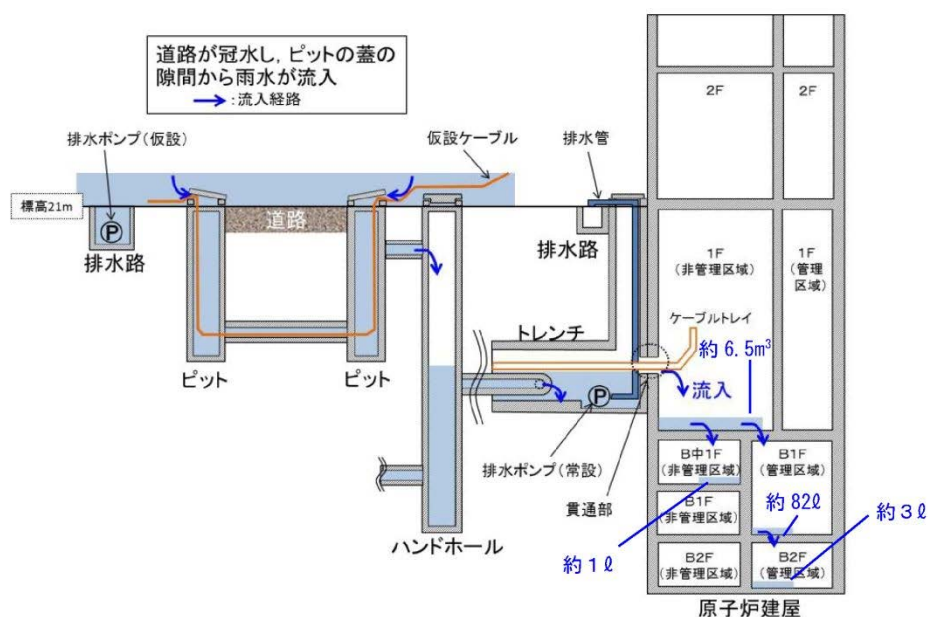 道路が冠水し，ピットの蓋の
隙間から雨水が流入
：流入経路
排水ポンプ（仮設）
仮設ケーブル
排水管
2F
2F
標高21m
P
道路
排水路
排水路
1F
（非管理区域）
1F
（管理
区域）
トレンチ
ケーブルトレイ
約6.5m³
ピット
ピット
流入
P
排水ポンプ（常設）
貫通部
B中1F
（非管理区域）
B1F
（管理区域）
B1F
（非管理区域）
約82ℓ
約3ℓ
ハンドホール
約1ℓ
B2F
（非管理区域）
B2F
（管理区域）
原子炉建屋